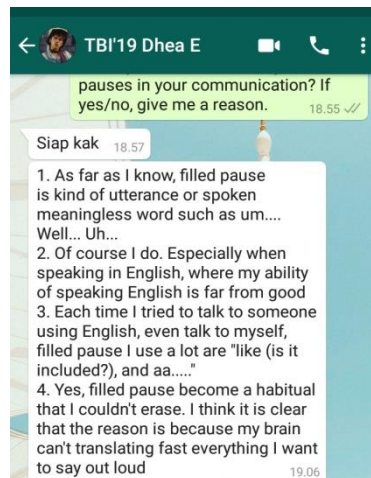 TBI'19 Dhea E
pauses in your communication? If
yes/no, give me a reason.
18.55
Siap kak 18.57
1. As far as I know, filled pause
is kind of utterance or spoken
meaningless word such as um....
Well... Uh...
2. Of course I do. Especially when
speaking in English, where my ability
of speaking English is far from good
3. Each time I tried to talk to someone
using English, even talk to myself,
filled pause I use a lot are "like (is it
included?), and aa....."
4. Yes, filled pause become a habitual
that I couldn't erase. I think it is clear
that the reason is because my brain
can't translating fast everything I want
to say out loud
19.06